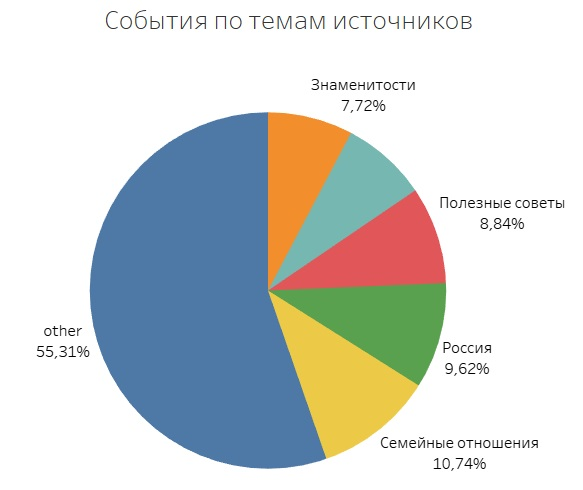 События по темам источников
Знаменитости
7,72%
Полезные советы
8,84%
Россия
9,62%
Семейные отношения
10,74%
other
55,31%